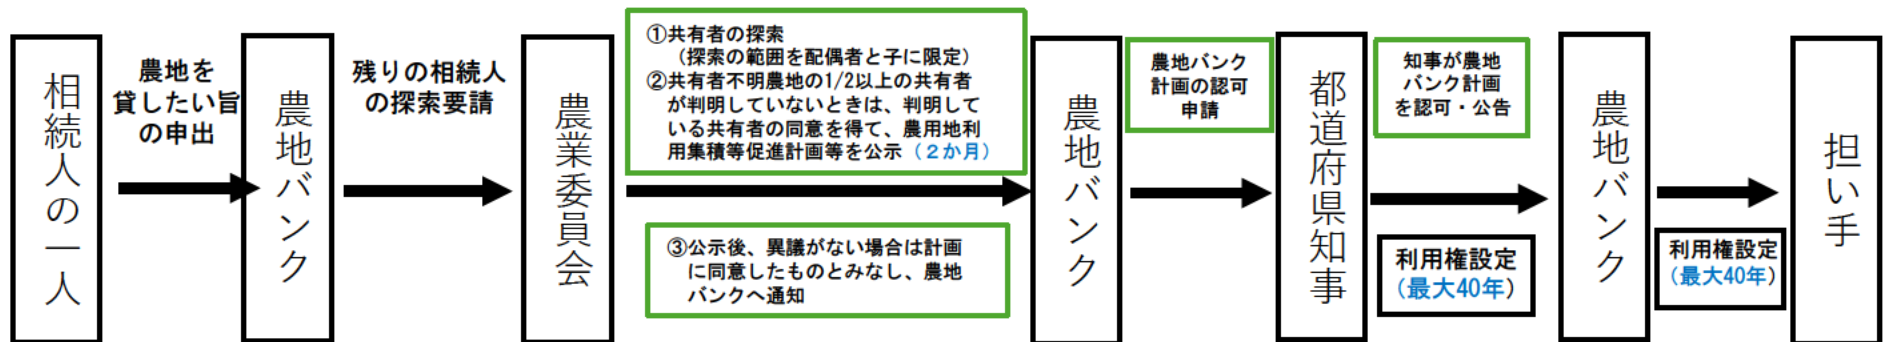 相続人の一人
農地を
貸したい旨
の申出
農地バンク
残りの相続人
の探索要請
農業委員会
①共有者の探索
（探索の範囲を配偶者と子に限定）
②共有者不明農地の1/2以上の共有者
が判明していないときは、判明して
いる共有者の同意を得て、農用地利
用集積等促進計画等を公示（２か月）
③公示後、異議がない場合は計画
に同意したものとみなし、農地
バンクへ通知
農地バンク
農地バンク
計画の認可
申請
都道府県知事
知事が農地
バンク計画
を認可・公告
利用権設定
（最大40年）
農地バンク
利用権設定
（最大40年）
担い手